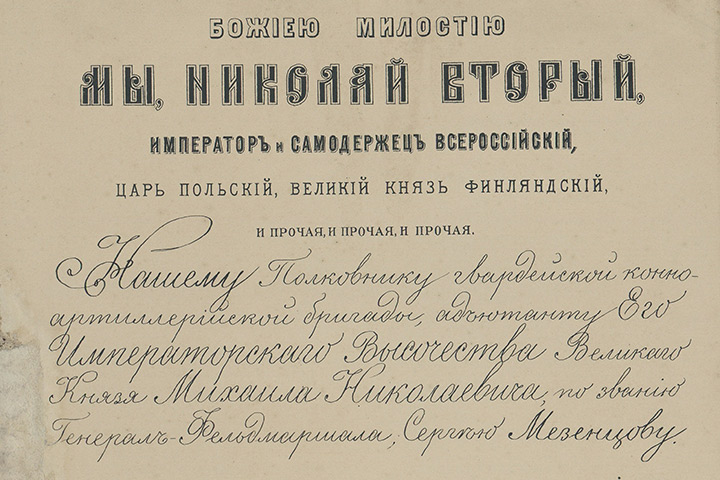 БОЖІЕЮ МИЛОСТІЮ
МЫ, НИКОЛАЙ ВТОРЫЙ,
ИМПЕРАТОРЪ и САМОДЕРЖЕЦЪ ВСЕРОССІЙСКІЙ,
ЦАРЬ ПОЛЬСКІЙ, ВЕЛИКІЙ КНЯЗЬ ФИНЛЯНДСКІЙ,
И ПРОЧАЯ, И ПРОЧАЯ, И ПРОЧАЯ.
Нашему Полковнику гвардейской конно-
артиллерійской бригады, адъютанту Его
Императорскаго Высочества Великаго
Князя Михаила Николаевича, по званію
Генералъ-Фельдмаршала, Сергѣю Мезенцову.